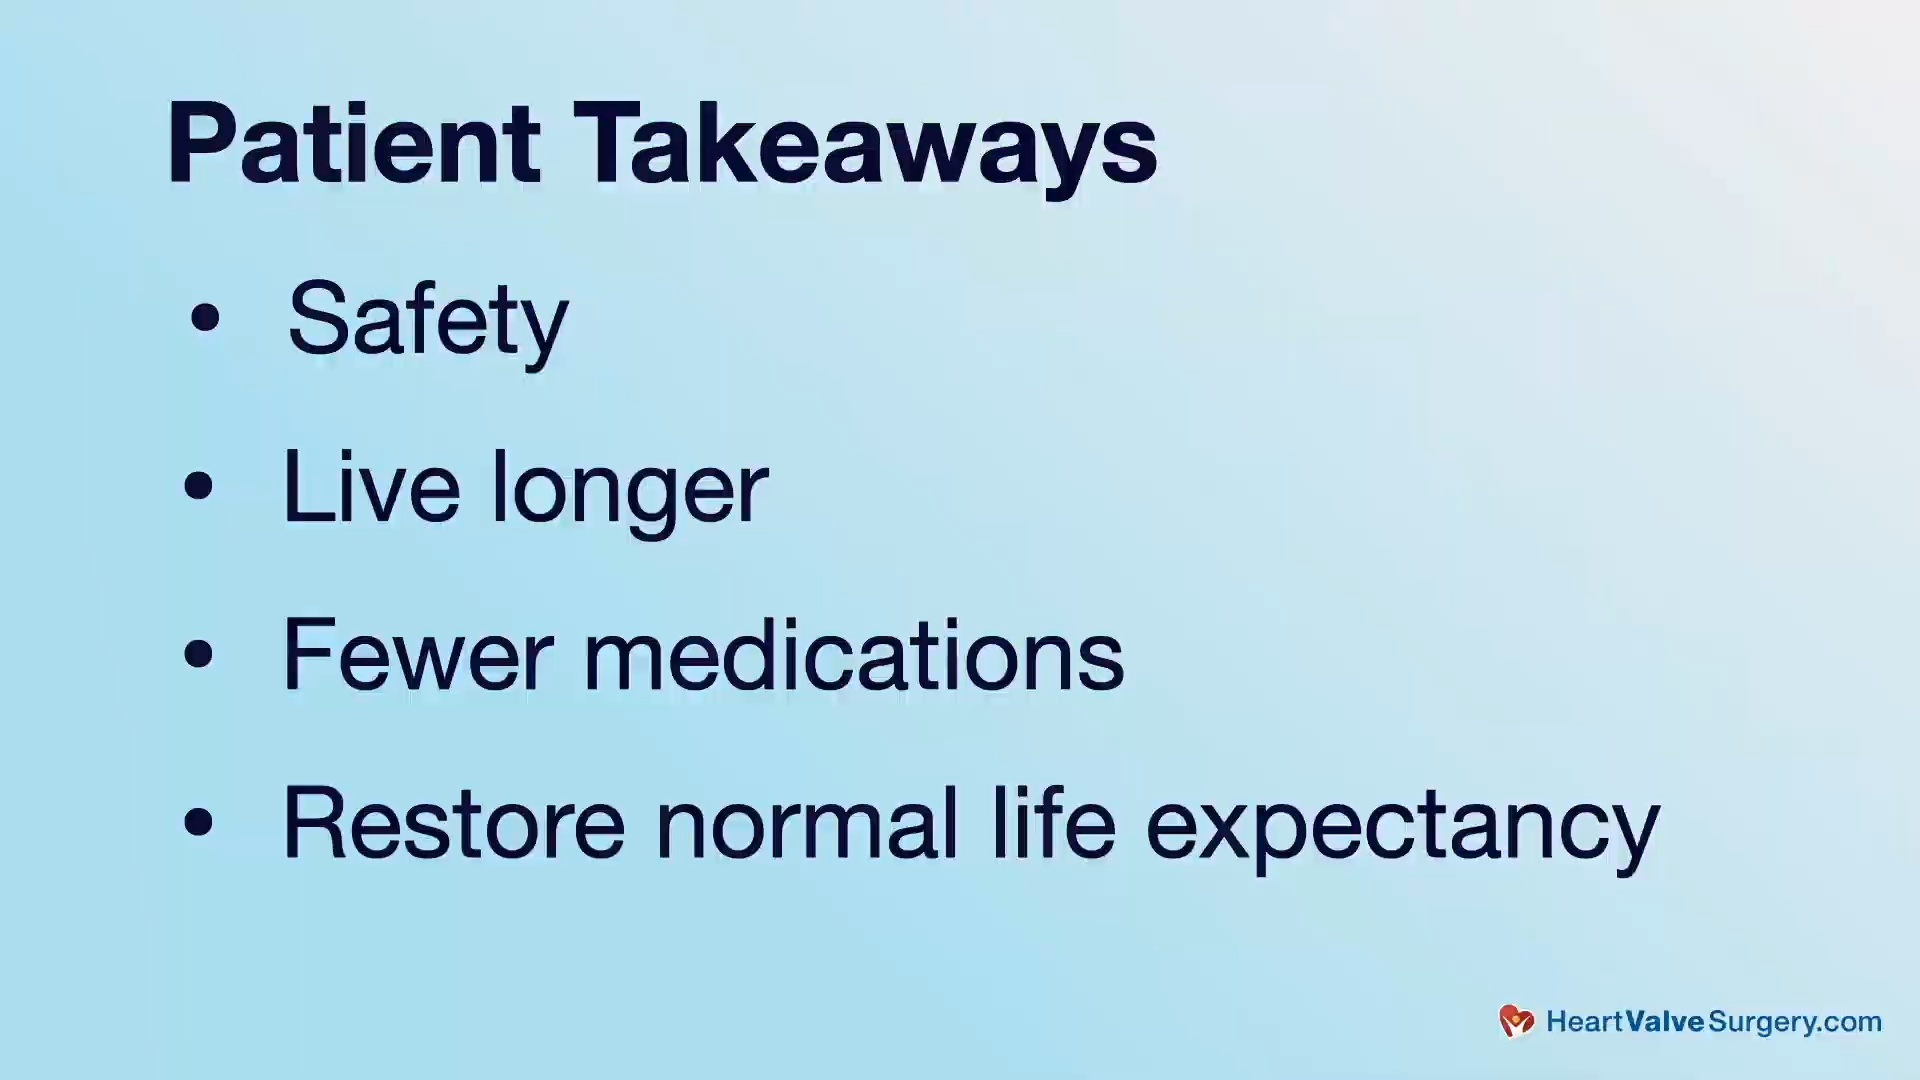 Patient Takeaways
• Safety
• Live longer
• Fewer medications
• Restore normal life expectancy
HeartValveSurgery.com